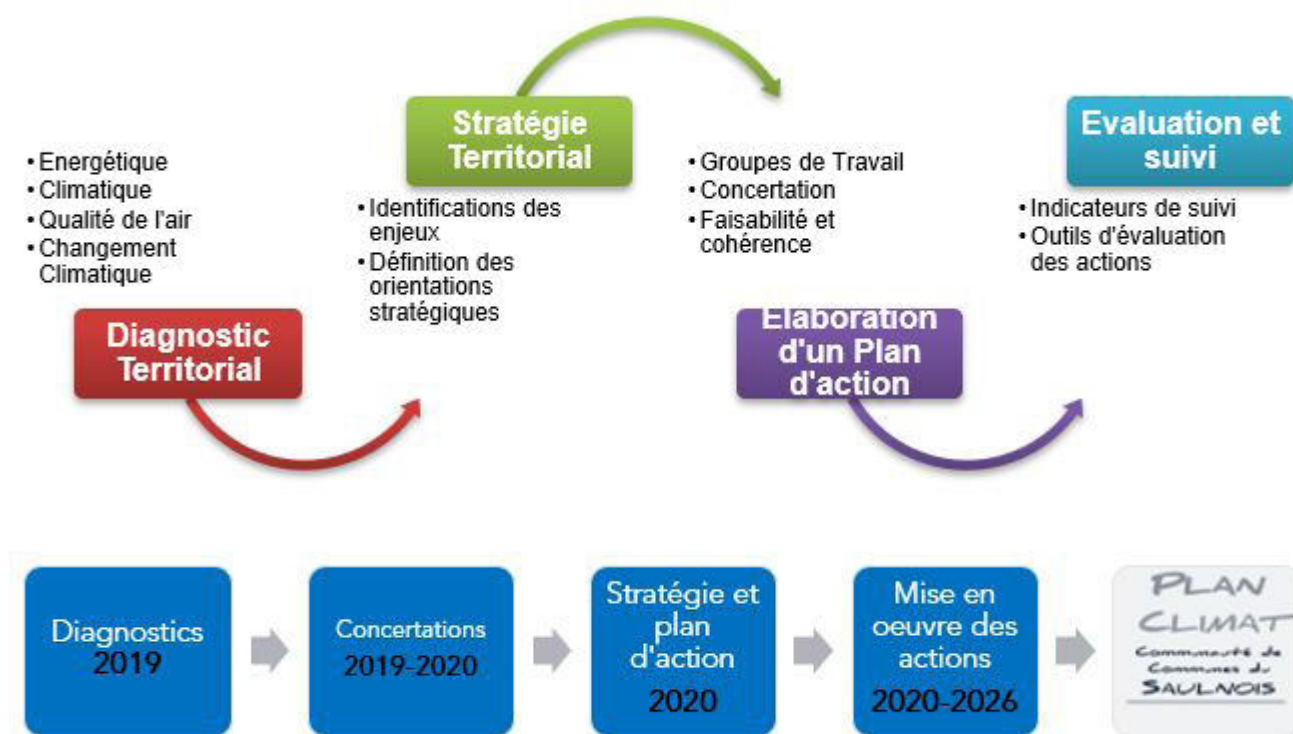 • Energétique
• Climatique
• Qualité de l'air
• Changement
Climatique
Diagnostic
Territorial
Stratégie
Territorial
• Identifications des
enjeux
• Définition des
orientations
stratégiques
• Groupes de Travail
• Concertation
• Faisabilité et
cohérence
Elaboration
d'un Plan
d'action
Evaluation et
suivi
• Indicateurs de suivi
• Outils d'évaluation
des actions
Diagnostics
2019
Concertations
2019-2020
Stratégie et
plan
d'action
2020
Mise en
oeuvre des
actions
2020-2026
PLAN
CLIMAT
Communauté de
Communes du
SAULNOIS